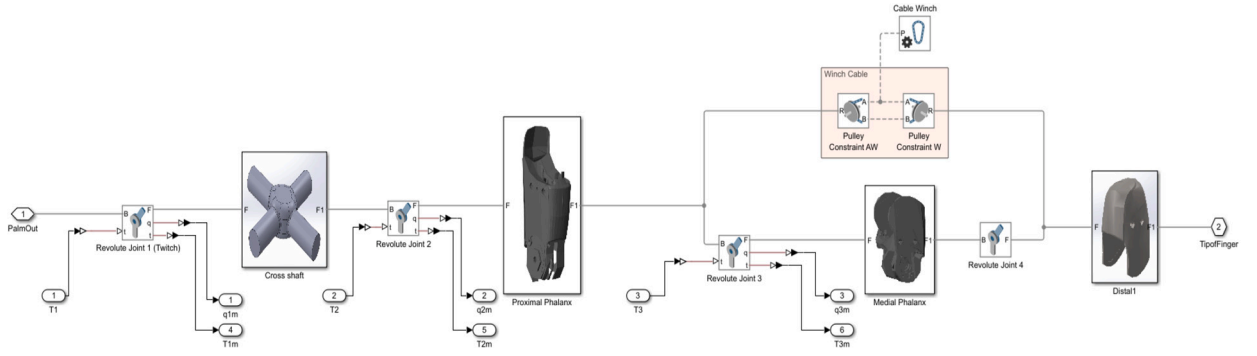 Cable Winch
P
Winch Cable
R
A
B
A
B
R
Pulley
Constraint AW
Pulley
Constraint W
1
PalmOut
B
F
q
t
t
Revolute Joint 1 (Twitch)
F
F1
Cross shaft
B
F
q
t
t
Revolute Joint 2
F
F1
Proximal Phalanx
B
F
q
t
t
Revolute Joint 3
F
F1
Medial Phalanx
B
F
Revolute Joint 4
F
F1
Distal1
2
TipofFinger
1
T1
1
q1m
4
T1m
2
T2
2
q2m
5
T2m
3
T3
3
q3m
6
T3m